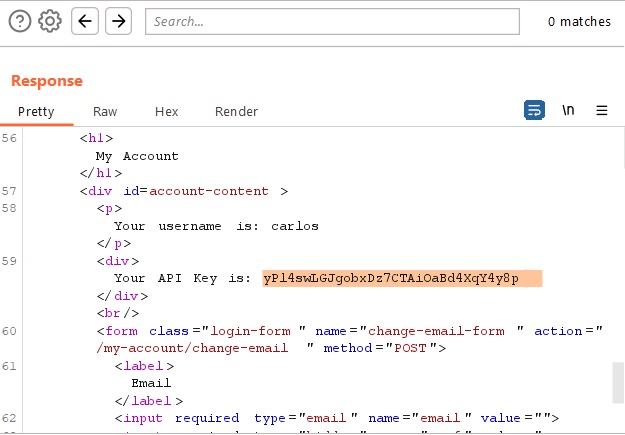 Search... 0 matches
Response
Pretty Raw Hex Render \n
56 <h1>
My Account
</h1>
57 <div id=account-content >
58 <p>
Your username is: carlos
</p>
59 <div>
Your API Key is: yPl4swLGJgobxDz7CTAiOaBd4XqY4y8p
</div>
<br/>
60 <form class="login-form" name="change-email-form" action="
/my-account/change-email" method="POST">
61 <label>
Email
</label>
62 <input required type="email" name="email" value="">